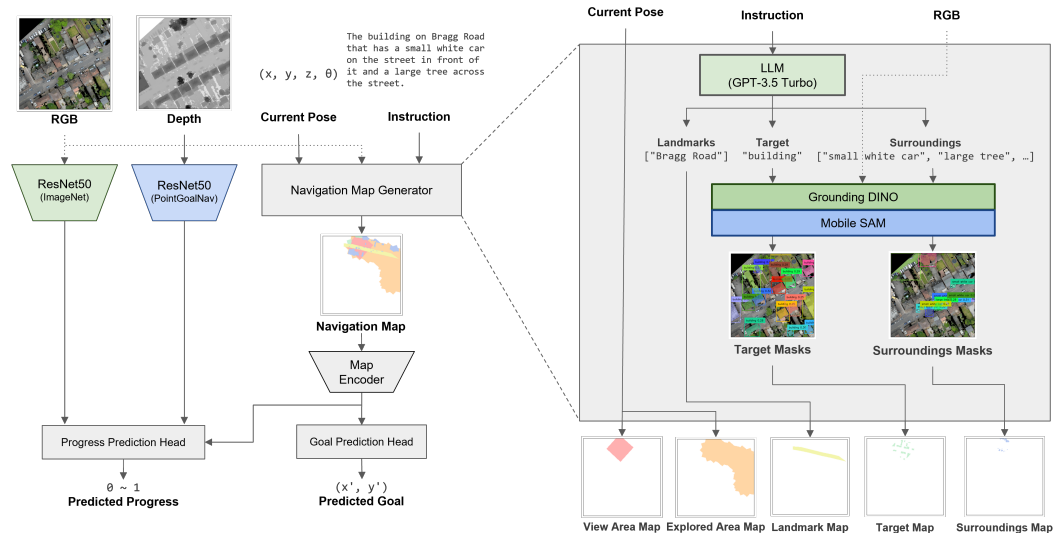 The building on Bragg Road
that has a small white car
on the street in front of
it and a large tree across
the street.
(x, y, z, θ)
RGB
Depth
Current Pose
Instruction
ResNet50
(ImageNet)
ResNet50
(PointGoalNav)
Navigation Map Generator
Navigation Map
Map
Encoder
Progress Prediction Head
Goal Prediction Head
0 ~ 1
Predicted Progress
(x', y')
Predicted Goal
Current Pose
Instruction
RGB
LLM
(GPT-3.5 Turbo)
Landmarks
["Bragg Road"]
Target
"building"
Surroundings
["small white car", "large tree", …]
Grounding DINO
Mobile SAM
Target Masks
Surroundings Masks
View Area Map
Explored Area Map
Landmark Map
Target Map
Surroundings Map